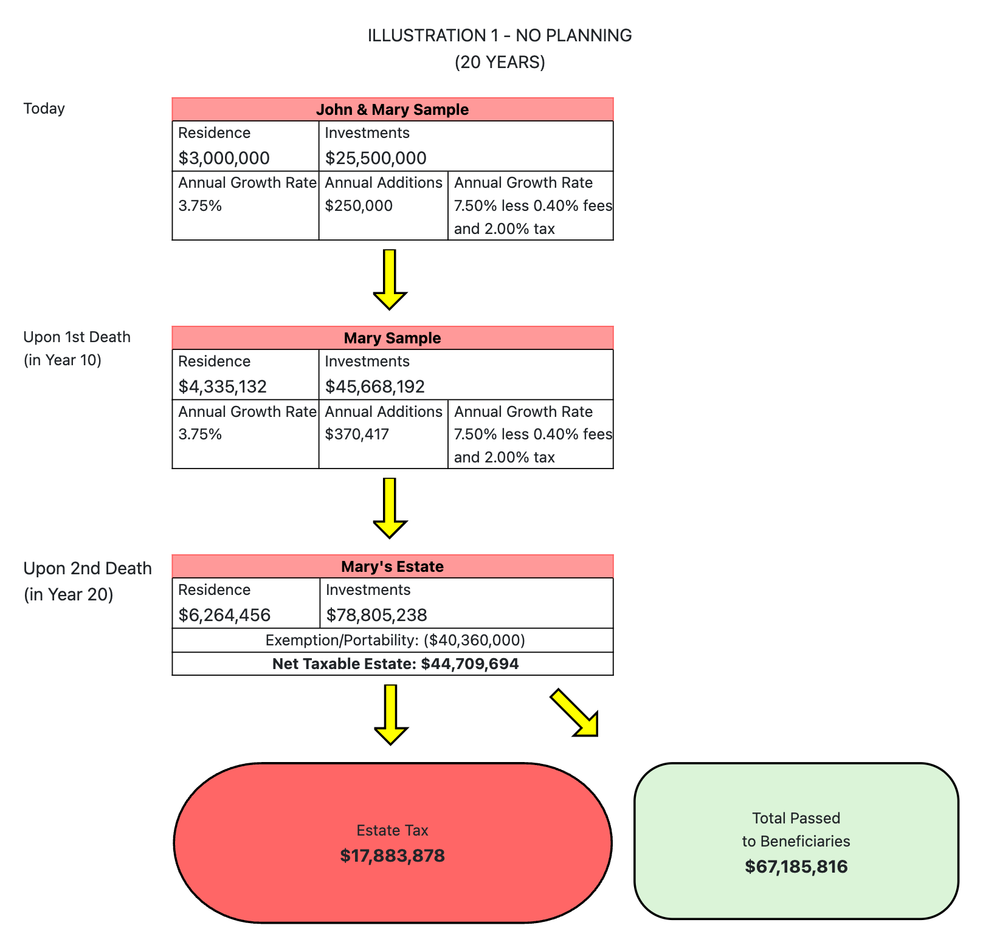 ILLUSTRATION 1 - NO PLANNING
(20 YEARS)
Today
John & Mary Sample
Residence
$3,000,000
Investments
$25,500,000
Annual Growth Rate
3.75%
Annual Additions
$250,000
Annual Growth Rate
7.50% less 0.40% fees
and 2.00% tax
Upon 1st Death
(in Year 10)
Mary Sample
Residence
$4,335,132
Investments
$45,668,192
Annual Growth Rate
3.75%
Annual Additions
$370,417
Annual Growth Rate
7.50% less 0.40% fees
and 2.00% tax
Upon 2nd Death
(in Year 20)
Mary's Estate
Residence
$6,264,456
Investments
$78,805,238
Exemption/Portability: ($40,360,000)
Net Taxable Estate: $44,709,694
Estate Tax
$17,883,878
Total Passed
to Beneficiaries
$67,185,816